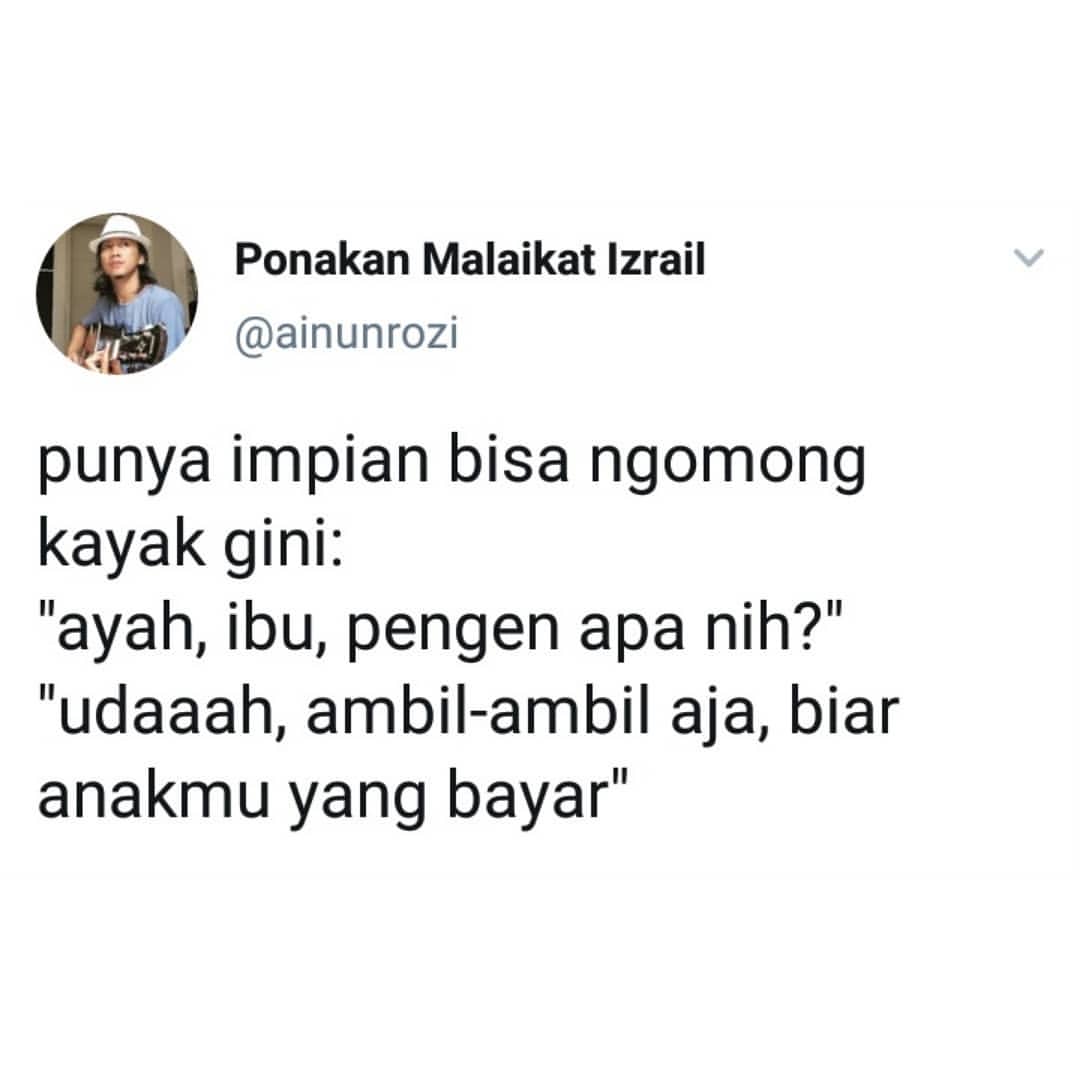 Ponakan Malaikat Izrail
@ainunrozi
punya impian bisa ngomong
kayak gini:
"ayah, ibu, pengen apa nih?"
"udaaah, ambil-ambil aja, biar
anakmu yang bayar"